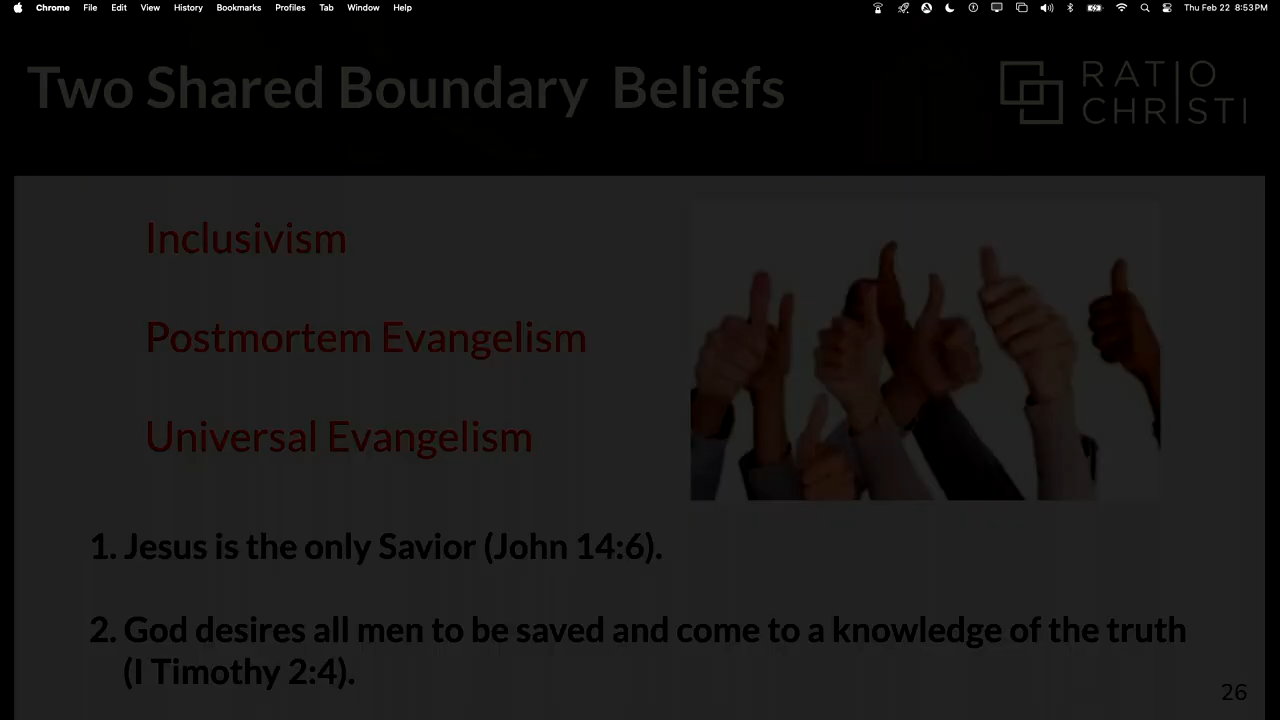 Chrome File Edit View History Bookmarks Profiles Tab Window Help Thu Feb 22 8:53 PM
Two Shared Boundary Beliefs
RATIO
CHRISTI
Inclusivism
Postmortem Evangelism
Universal Evangelism
1. Jesus is the only Savior (John 14:6).
2. God desires all men to be saved and come to a knowledge of the truth
(I Timothy 2:4).
26